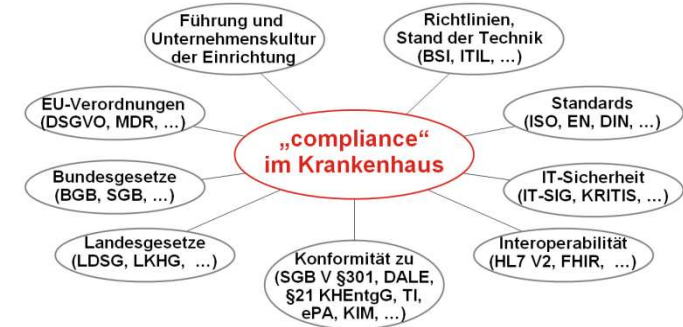 Führung und
Unternehmenskultur
der Einrichtung
Richtlinien,
Stand der Technik
(BSI, ITIL, ...)
EU-Verordnungen
(DSGVO, MDR, ...)
„compliance“
im Krankenhaus
Standards
(ISO, EN, DIN, ...)
Bundesgesetze
(BGB, SGB, ...)
IT-Sicherheit
(IT-SIG, KRITIS, ...)
Landesgesetze
(LDSG, LKHG, ...)
Konformität zu
(SGB V §301, DALE,
§21 KHEntgG, TI,
ePA, KIM, ...)
Interoperabilität
(HL7 V2, FHIR, ...)